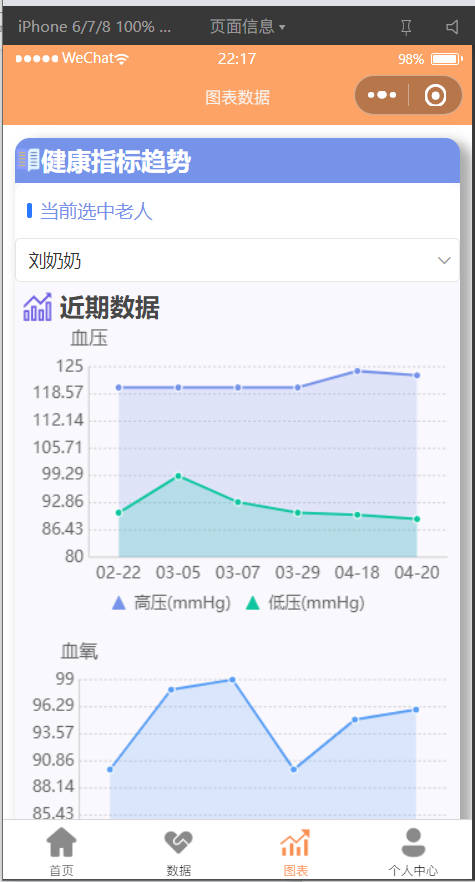 iPhone 6/7/8 100% ... 页面信息
WeChat 22:17 98%
图表数据
健康指标趋势
当前选中老人
刘奶奶
近期数据
血压
125
118.57
112.14
105.71
99.29
92.86
86.43
80
02-22 03-05 03-07 03-29 04-18 04-20
高压(mmHg) 低压(mmHg)
血氧
99
96.29
93.57
90.86
88.14
85.43
首页 数据 图表 个人中心